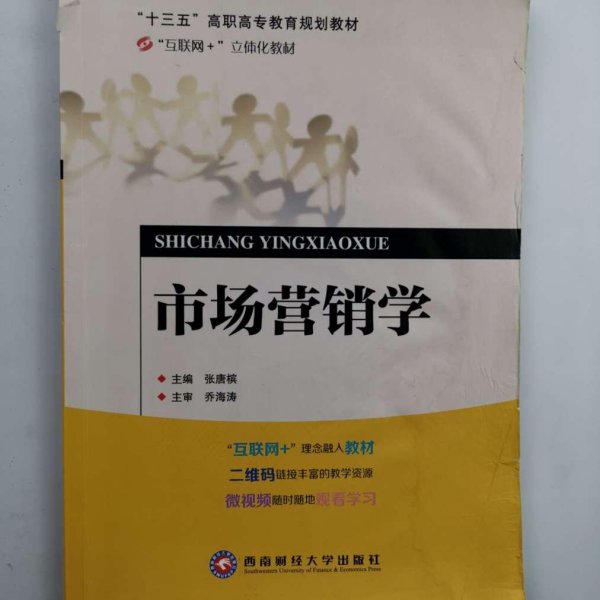 “十三五”高职高专教育规划教材
“互联网+”立体化教材
SHICHANG YINGXIAOXUE
市场营销学
主编 张唐槟
主审 乔海涛
“互联网+”理念融入教材
二维码链接丰富的教学资源
微视频随时随地观看学习
西南财经大学出版社
Southwestern University of Finance & Economics Press